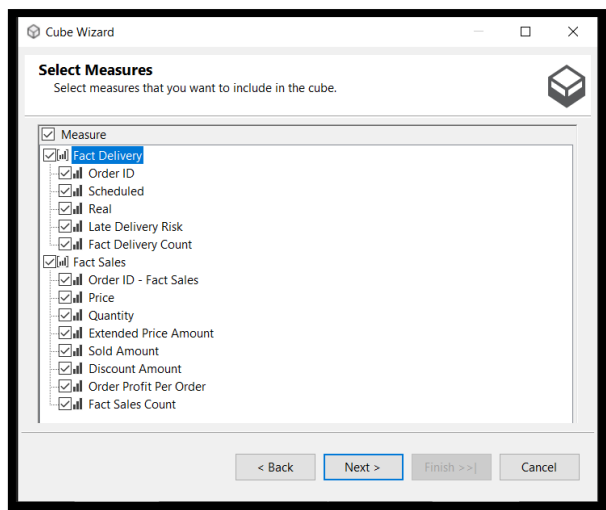 Cube Wizard
Select Measures
Select measures that you want to include in the cube.
Measure
Fact Delivery
Order ID
Scheduled
Real
Late Delivery Risk
Fact Delivery Count
Fact Sales
Order ID - Fact Sales
Price
Quantity
Extended Price Amount
Sold Amount
Discount Amount
Order Profit Per Order
Fact Sales Count
< Back Next > Finish >>| Cancel